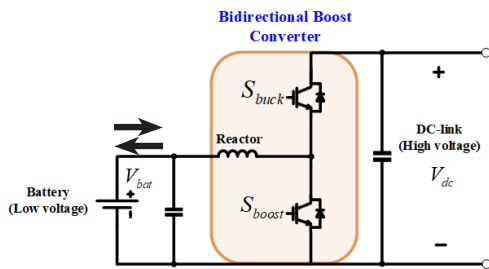 Bidirectional Boost
Converter
S_buck
+
Reactor
DC-link
(High voltage)
V_bat
V_dc
Battery
(Low voltage)
+
S_boost
−